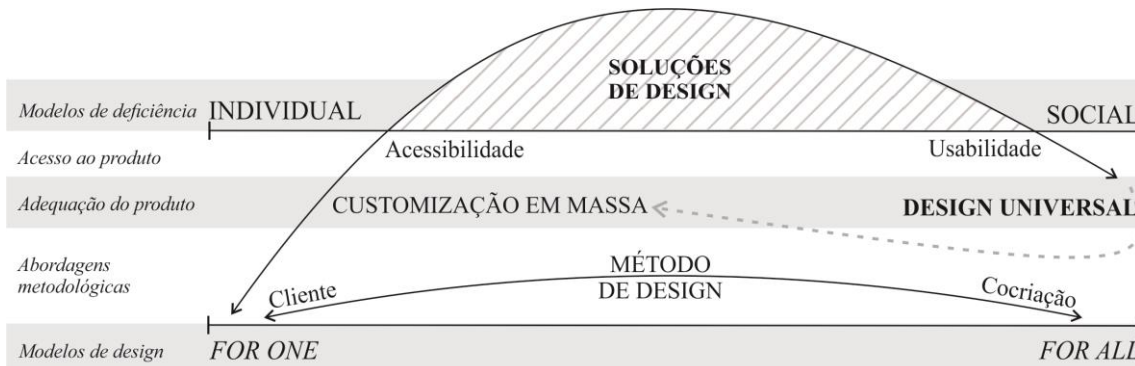 SOLUÇÕES
DE DESIGN
Modelos de deficiência INDIVIDUAL SOCIAL
Acesso ao produto Acessibilidade Usabilidade
Adequação do produto CUSTOMIZAÇÃO EM MASSA DESIGN UNIVERSAL
Abordagens
metodológicas
Cliente
MÉTODO
DE DESIGN
Cocriação
Modelos de design FOR ONE FOR ALL